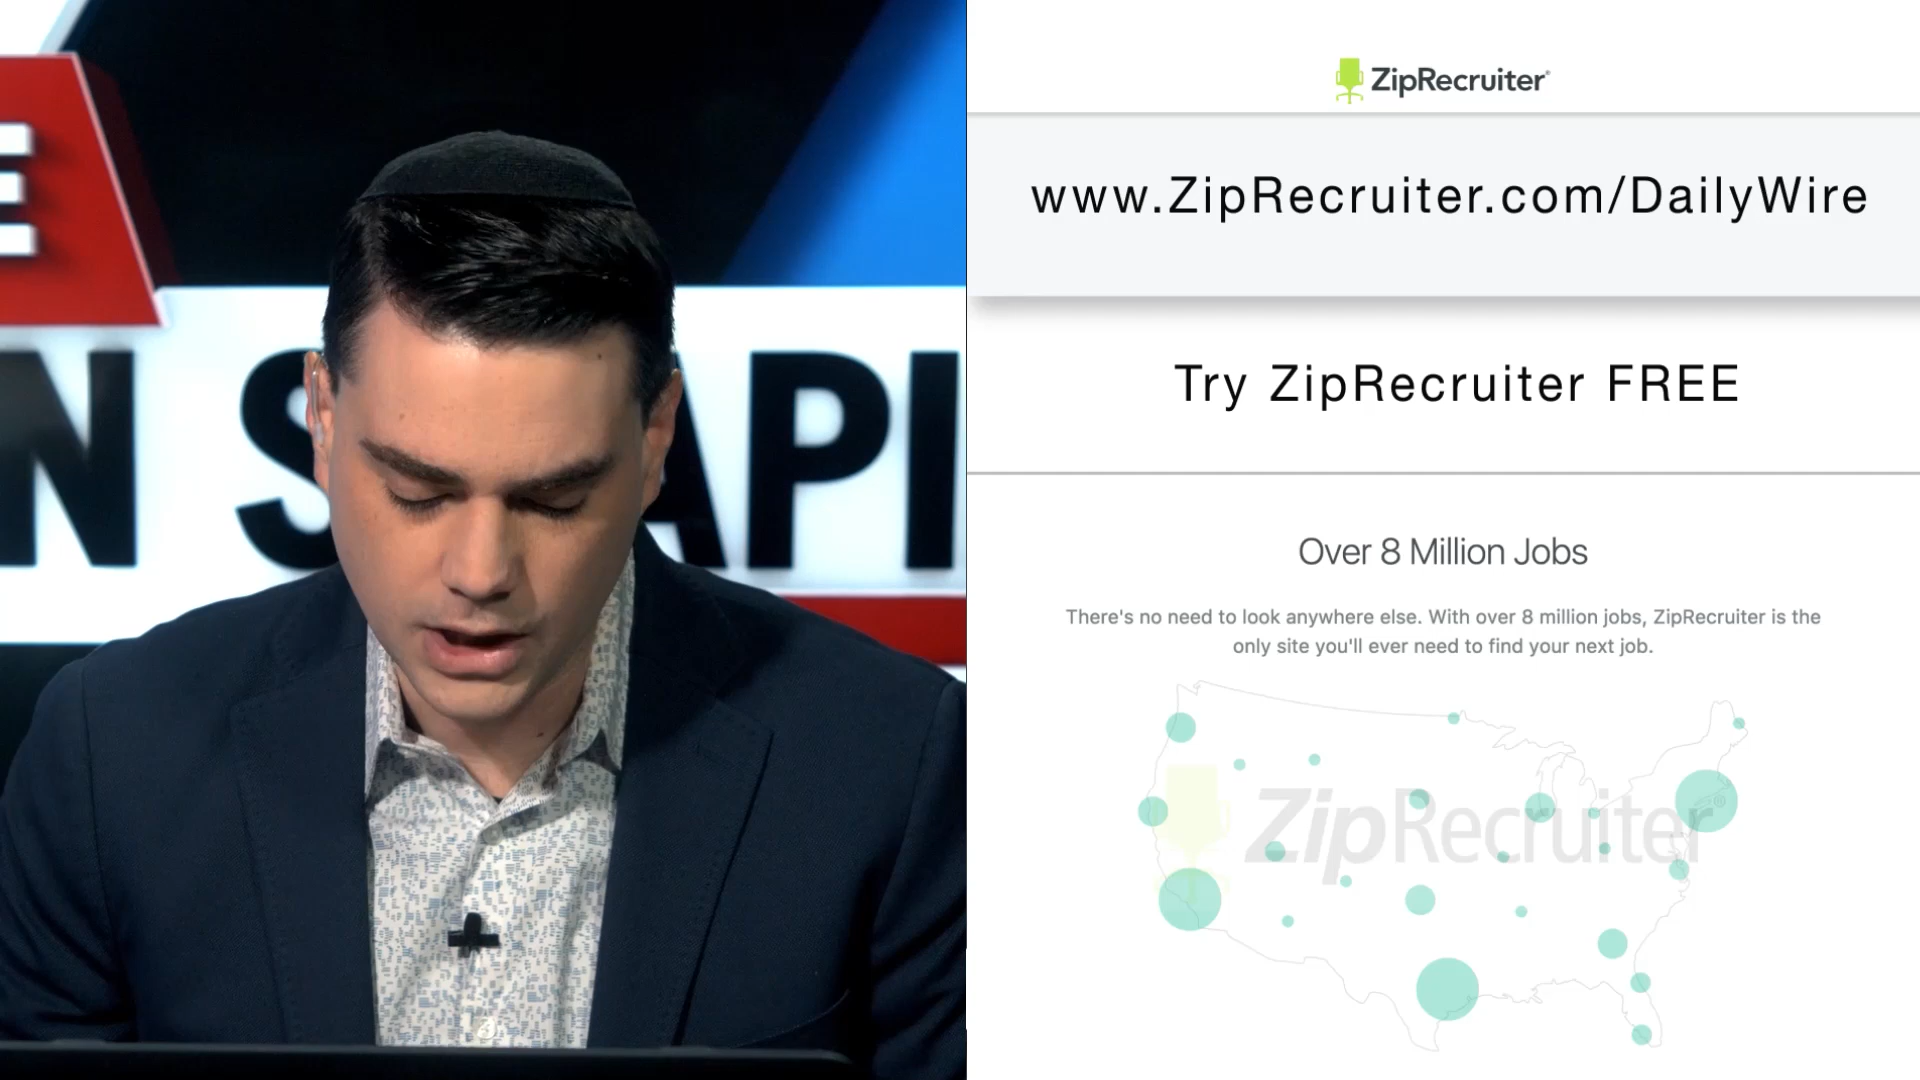 E
N SHAPI
ZipRecruiter®
www.ZipRecruiter.com/DailyWire
Try ZipRecruiter FREE
Over 8 Million Jobs
There's no need to look anywhere else. With over 8 million jobs, ZipRecruiter is the
only site you'll ever need to find your next job.
ZipRecruiter